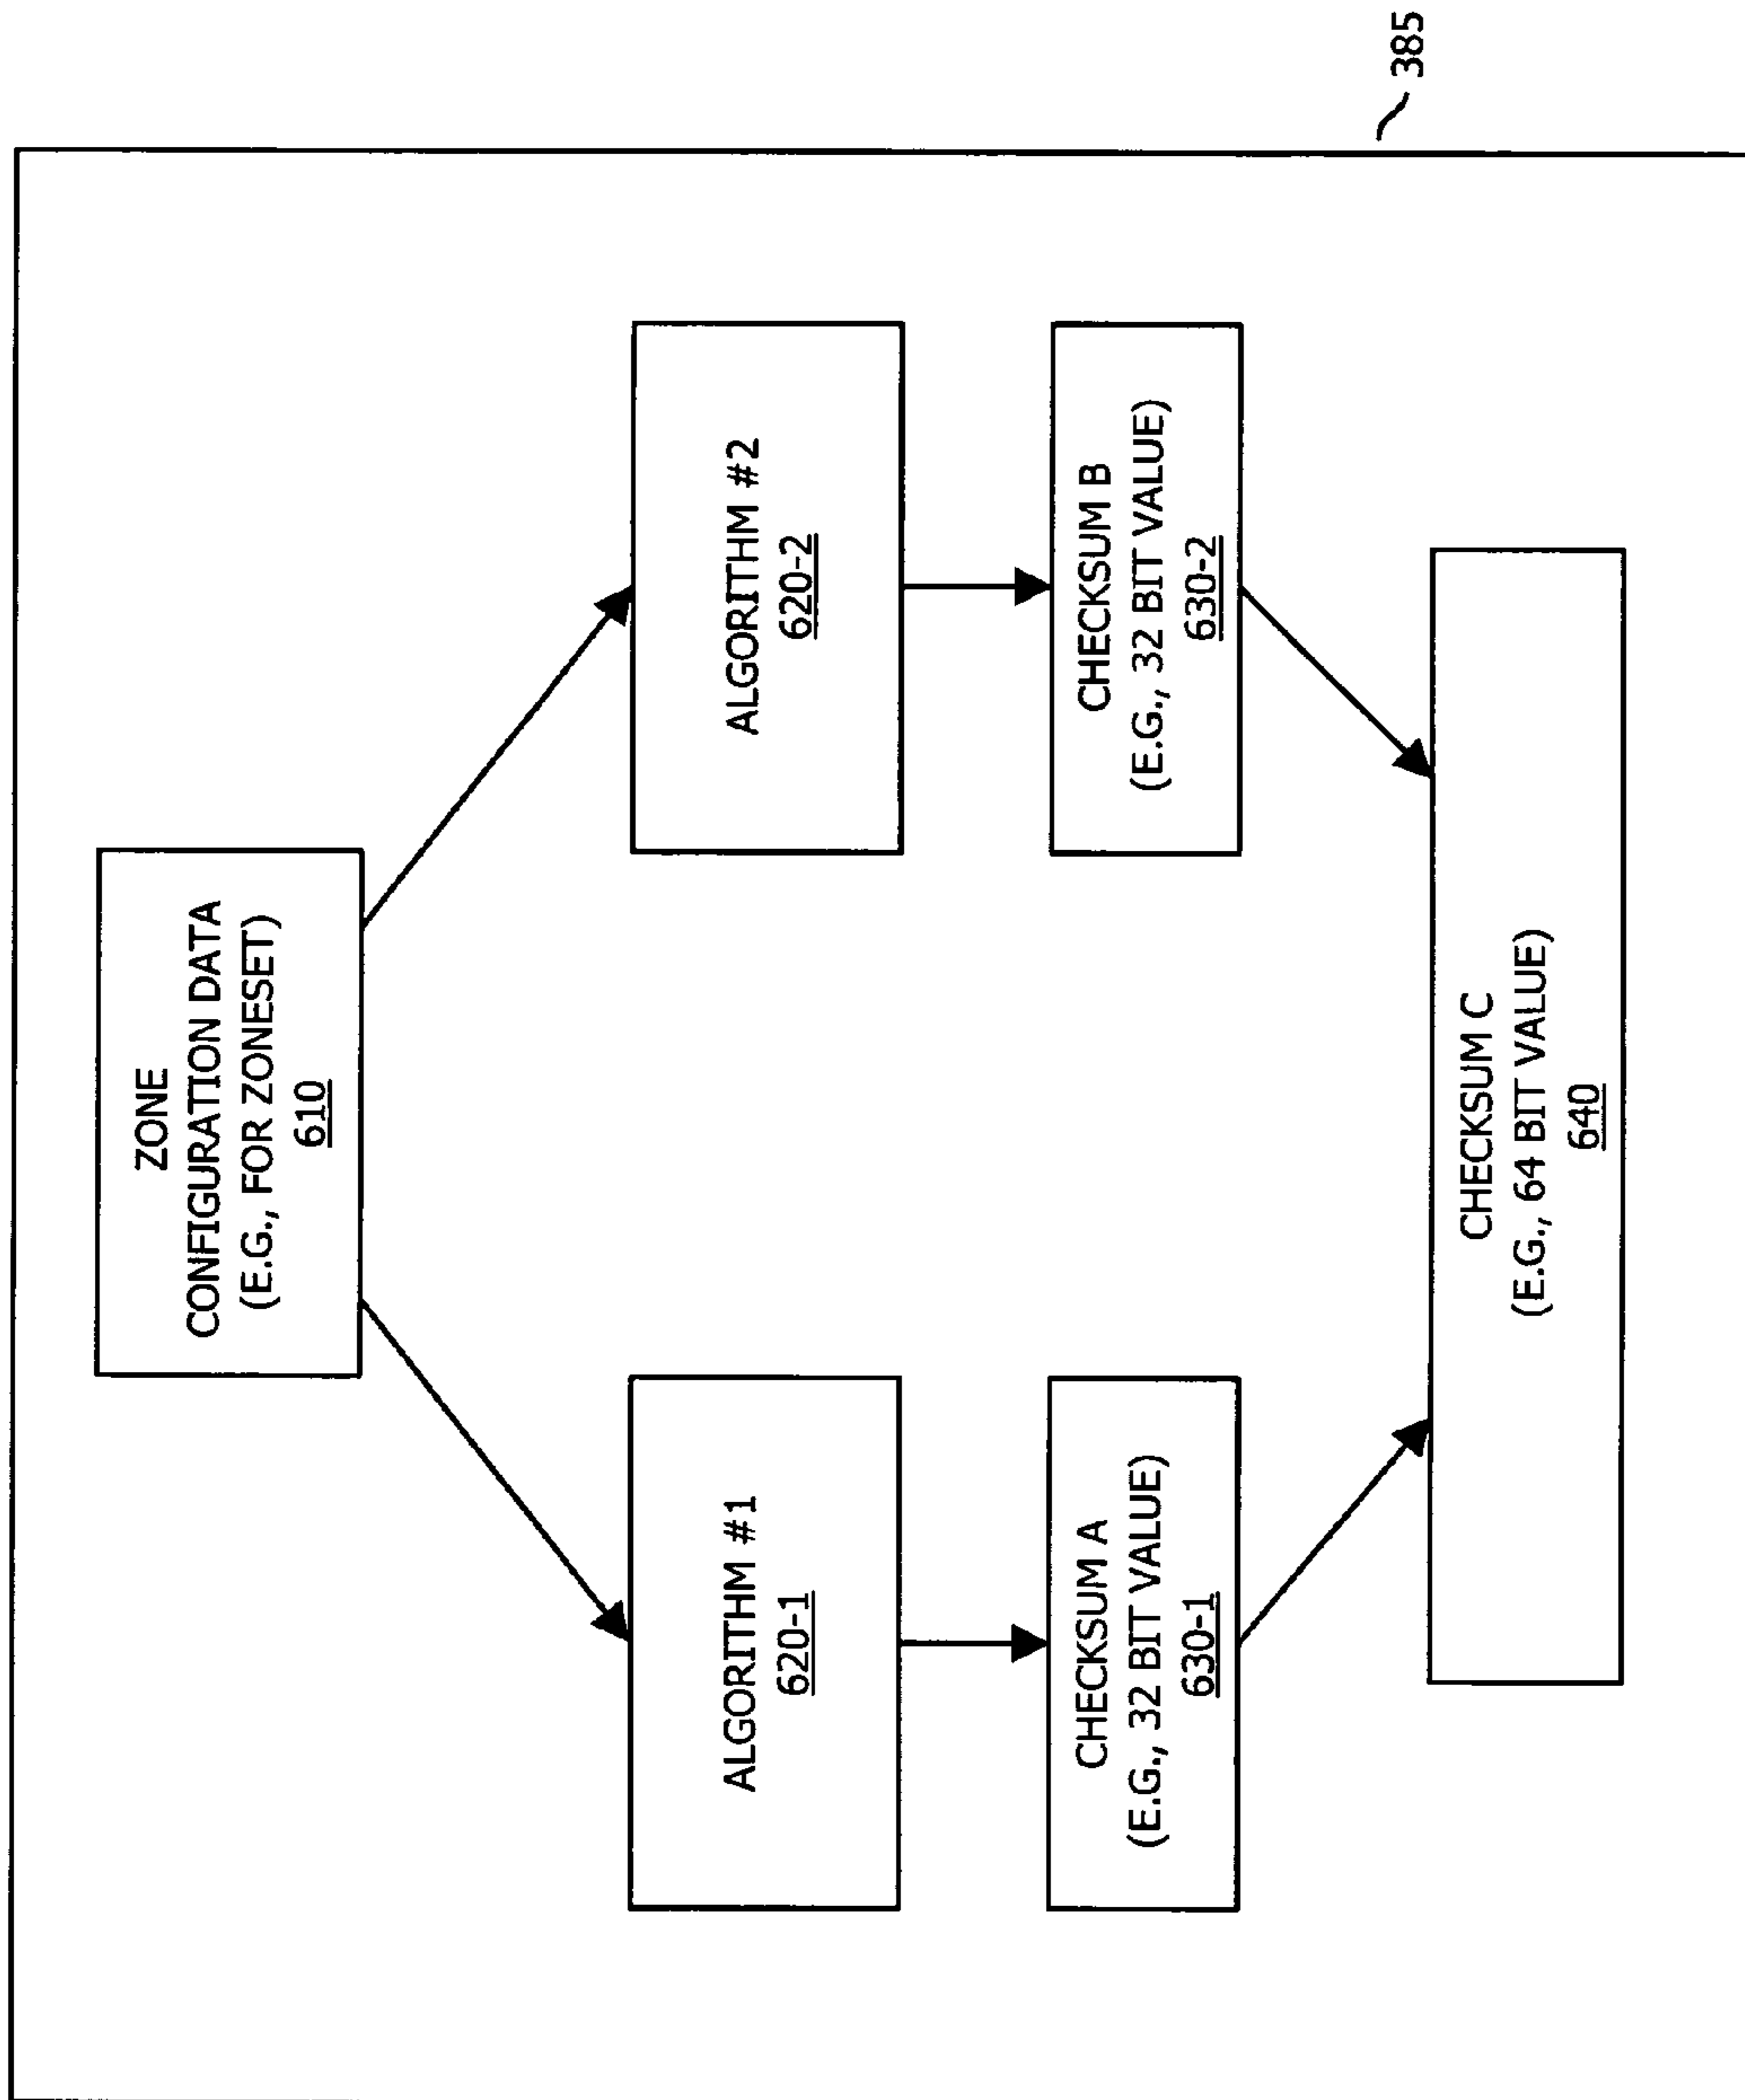 ZONE
CONFIGURATION DATA
(E.G., FOR ZONESET)
610
ALGORITHM #1
620-1
ALGORITHM #2
620-2
CHECKSUM A
(E.G., 32 BIT VALUE)
630-1
CHECKSUM B
(E.G., 32 BIT VALUE)
630-2
CHECKSUM C
(E.G., 64 BIT VALUE)
640
385